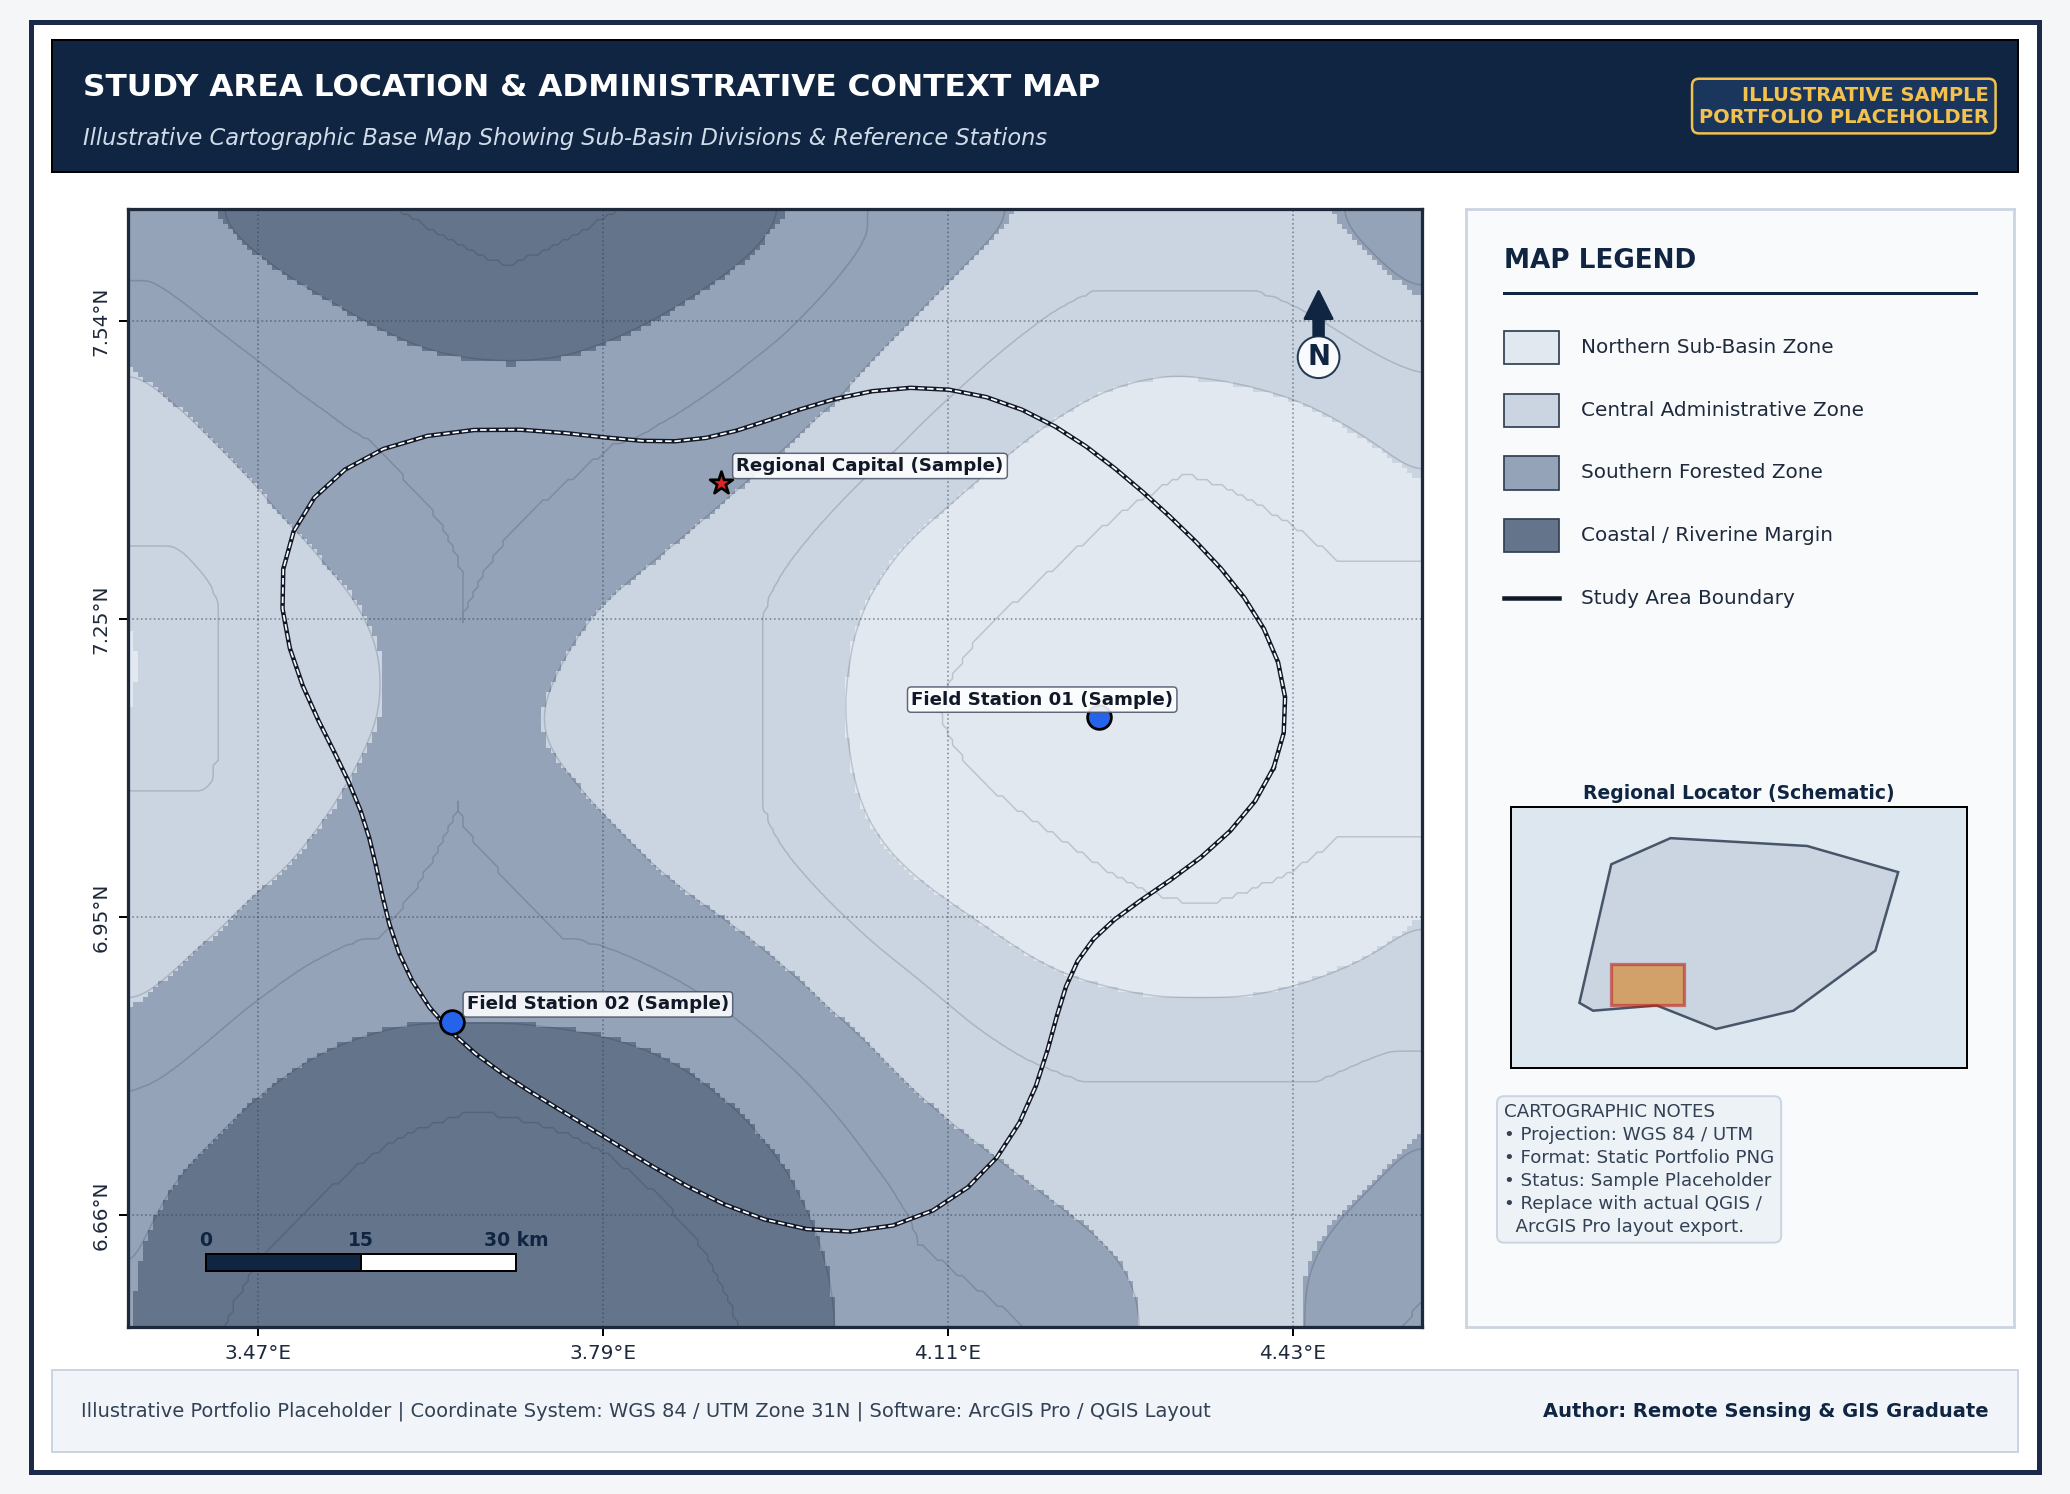 STUDY AREA LOCATION & ADMINISTRATIVE CONTEXT MAP
Illustrative Cartographic Base Map Showing Sub-Basin Divisions & Reference Stations
ILLUSTRATIVE SAMPLE
PORTFOLIO PLACEHOLDER
7.54°N
7.25°N
6.95°N
6.66°N
N
Regional Capital (Sample)
Field Station 01 (Sample)
Field Station 02 (Sample)
0 15 30 km
3.47°E 3.79°E 4.11°E 4.43°E
MAP LEGEND
Northern Sub-Basin Zone
Central Administrative Zone
Southern Forested Zone
Coastal / Riverine Margin
Study Area Boundary
Regional Locator (Schematic)
CARTOGRAPHIC NOTES
• Projection: WGS 84 / UTM
• Format: Static Portfolio PNG
• Status: Sample Placeholder
• Replace with actual QGIS /
ArcGIS Pro layout export.
Illustrative Portfolio Placeholder | Coordinate System: WGS 84 / UTM Zone 31N | Software: ArcGIS Pro / QGIS Layout
Author: Remote Sensing & GIS Graduate